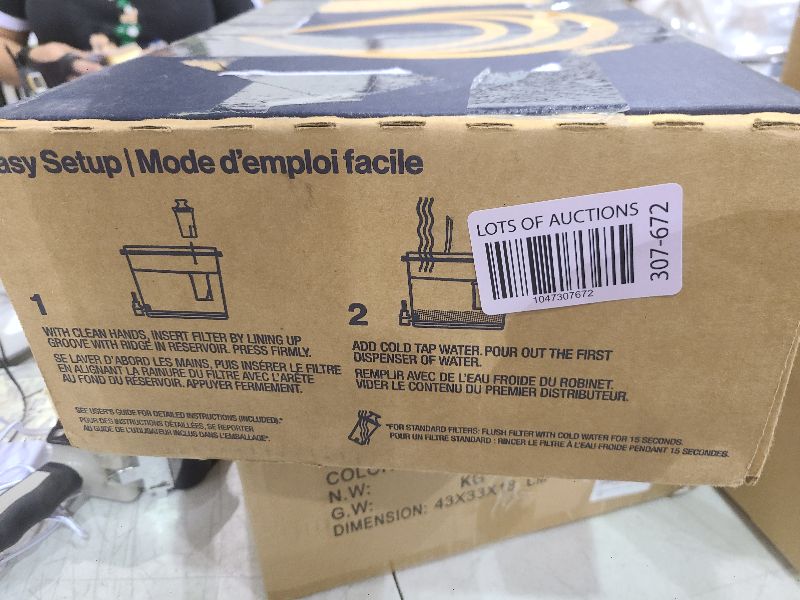 asy Setup | Mode d'emploi facile
1
WITH CLEAN HANDS, INSERT FILTER BY LINING UP
GROOVE WITH RIDGE IN RESERVOIR. PRESS FIRMLY.
SE LAVER D'ABORD LES MAINS, PUIS INSÉRER LE FILTRE
EN ALIGNANT LA RAINURE DU FILTRE AVEC L'ARÊTE
AU FOND DU RÉSERVOIR. APPUYER FERMEMENT.
SEE USER'S GUIDE FOR DETAILED INSTRUCTIONS (INCLUDED).*
POUR DES INSTRUCTIONS DÉTAILLÉES, SE REPORTER
AU GUIDE DE L'UTILISATEUR INCLUS DANS L'EMBALLAGE*.
2
ADD COLD TAP WATER. POUR OUT THE FIRST
DISPENSER OF WATER.
REMPLIR AVEC DE L'EAU FROIDE DU ROBINET.
VIDER LE CONTENU DU PREMIER DISTRIBUTEUR.
*FOR STANDARD FILTERS: FLUSH FILTER WITH COLD WATER FOR 15 SECONDS.
POUR UN FILTRE STANDARD : RINCER LE FILTRE À L'EAU FROIDE PENDANT 15 SECONDES.
LOTS OF AUCTIONS
1047307672
307-672
COLO
N.W: KG
G.W:
DIMENSION: 43X33X18